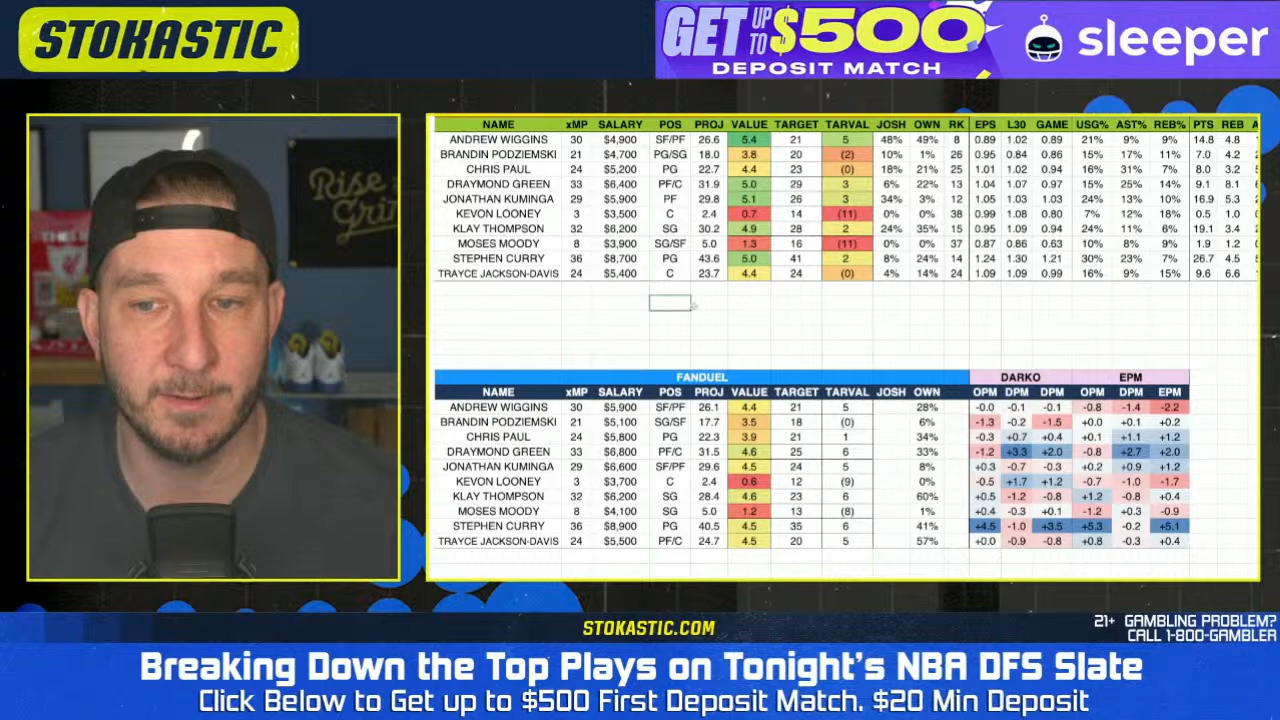 STOKASTIC
GET UP TO $500
DEPOSIT MATCH
sleeper
Rise
Grin
NAME xMP SALARY POS PROJ VALUE TARGET TARVAL JOSH OWN RK EPS L30 GAME USG% AST% REB% PTS REB
ANDREW WIGGINS 30 $4,900 SF/PF 26.6 5.4 21 5 48% 49% 8 0.89 1.02 0.89 21% 9% 9% 14.8 4.8
BRANDIN PODZIEMSKI 21 $4,700 PG/SG 18.0 3.8 20 (2) 10% 1% 26 0.95 0.84 0.86 15% 17% 11% 7.0 4.2
CHRIS PAUL 24 $5,200 PG 22.7 4.4 23 (0) 18% 21% 25 1.01 1.02 0.94 16% 31% 7% 8.0 3.2
DRAYMOND GREEN 33 $6,400 PF/C 31.9 5.0 29 3 6% 22% 13 1.04 1.07 0.97 15% 25% 14% 9.1 8.1
JONATHAN KUMINGA 29 $5,900 PF 29.8 5.1 26 3 34% 3% 12 1.05 1.03 1.03 24% 13% 10% 16.9 5.3
KEVON LOONEY 3 $3,500 C 2.4 0.7 14 (11) 0% 0% 38 0.99 1.08 0.80 7% 12% 18% 0.5 1.0
KLAY THOMPSON 32 $6,200 SG 30.2 4.9 28 2 24% 35% 15 0.95 1.09 0.94 24% 11% 6% 19.1 3.4
MOSES MOODY 8 $3,900 SG/SF 5.0 1.3 16 (11) 0% 0% 37 0.87 0.86 0.63 10% 8% 9% 1.9 1.2
STEPHEN CURRY 36 $8,700 PG 43.6 5.0 41 2 8% 24% 14 1.24 1.30 1.21 30% 23% 7% 26.7 4.5
TRAYCE JACKSON-DAVIS 24 $5,400 C 23.7 4.4 24 (0) 4% 14% 24 1.09 1.09 0.99 16% 9% 15% 9.6 6.6
FANDUEL DARKO EPM
NAME xMP SALARY POS PROJ VALUE TARGET TARVAL JOSH OWN OPM DPM DPM OPM DPM EPM
ANDREW WIGGINS 30 $5,900 SF/PF 26.1 4.4 21 5 28% -0.0 -0.1 -0.1 -0.8 -1.4 -2.2
BRANDIN PODZIEMSKI 21 $5,100 SG/SF 17.7 3.5 18 (0) 6% -1.3 -0.2 -1.5 +0.0 +0.1 +0.2
CHRIS PAUL 24 $5,800 PG 22.3 3.9 21 1 34% -0.3 +0.7 +0.4 +0.1 +1.1 +1.2
DRAYMOND GREEN 33 $6,800 PF/C 31.5 4.6 25 6 33% -1.2 +3.3 +2.0 -0.8 +2.7 +2.0
JONATHAN KUMINGA 29 $6,600 SF/PF 29.6 4.5 24 5 8% +0.3 -0.7 -0.3 +0.2 +0.9 +1.2
KEVON LOONEY 3 $3,700 C 2.4 0.6 12 (9) 0% -0.5 +1.7 +1.2 -0.7 -1.0 -1.7
KLAY THOMPSON 32 $6,200 SG 28.4 4.6 23 6 60% +0.5 -1.2 -0.8 +1.2 -0.8 +0.4
MOSES MOODY 8 $4,100 SG 5.0 1.2 13 (8) 1% +0.4 -0.3 +0.1 -1.2 +0.3 -0.9
STEPHEN CURRY 36 $8,900 PG 40.5 4.5 35 6 41% +4.5 -1.0 +3.5 +5.3 -0.2 +5.1
TRAYCE JACKSON-DAVIS 24 $5,500 PF/C 24.7 4.5 20 5 57% +0.0 -0.9 -0.8 +0.8 -0.3 +0.4
STOKASTIC.COM
21+ GAMBLING PROBLEM?
CALL 1-800-GAMBLER
Breaking Down the Top Plays on Tonight's NBA DFS Slate
Click Below to Get up to $500 First Deposit Match. $20 Min Deposit